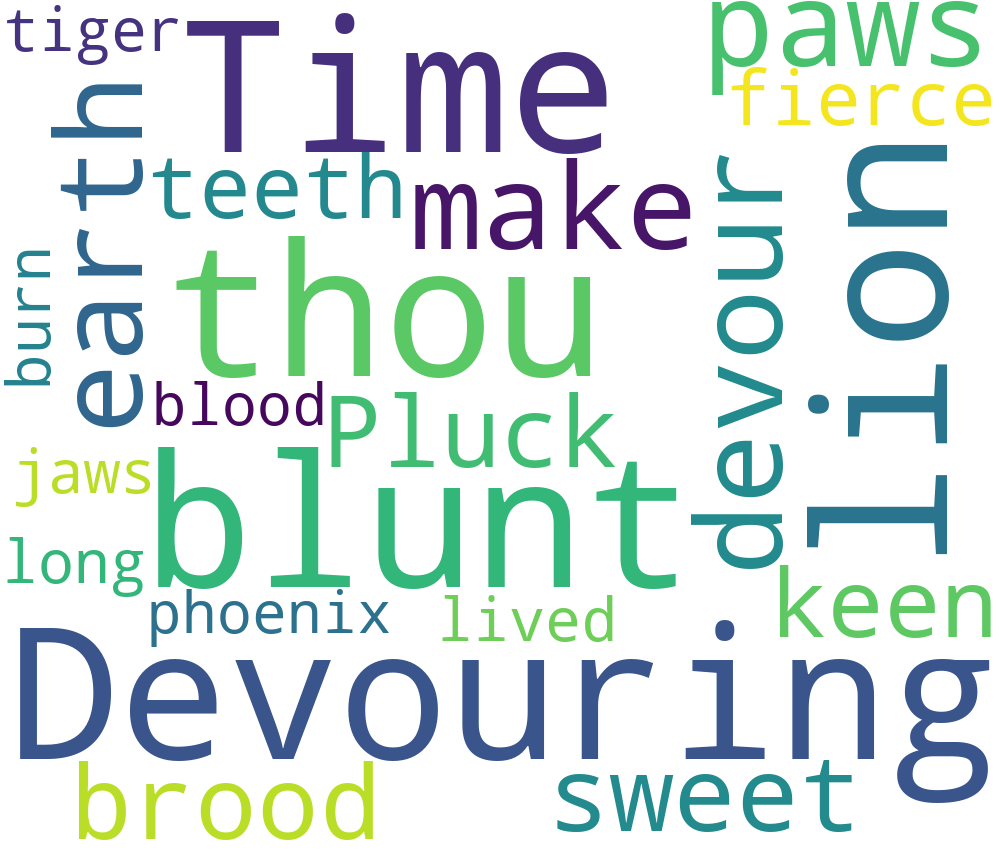 tiger
Time
paws
fierce
earth
teeth
make
devour
lion
thou
burn
blood
Pluck
jaws
blunt
long
phoenix
lived
keen
Devouring
brood
sweet